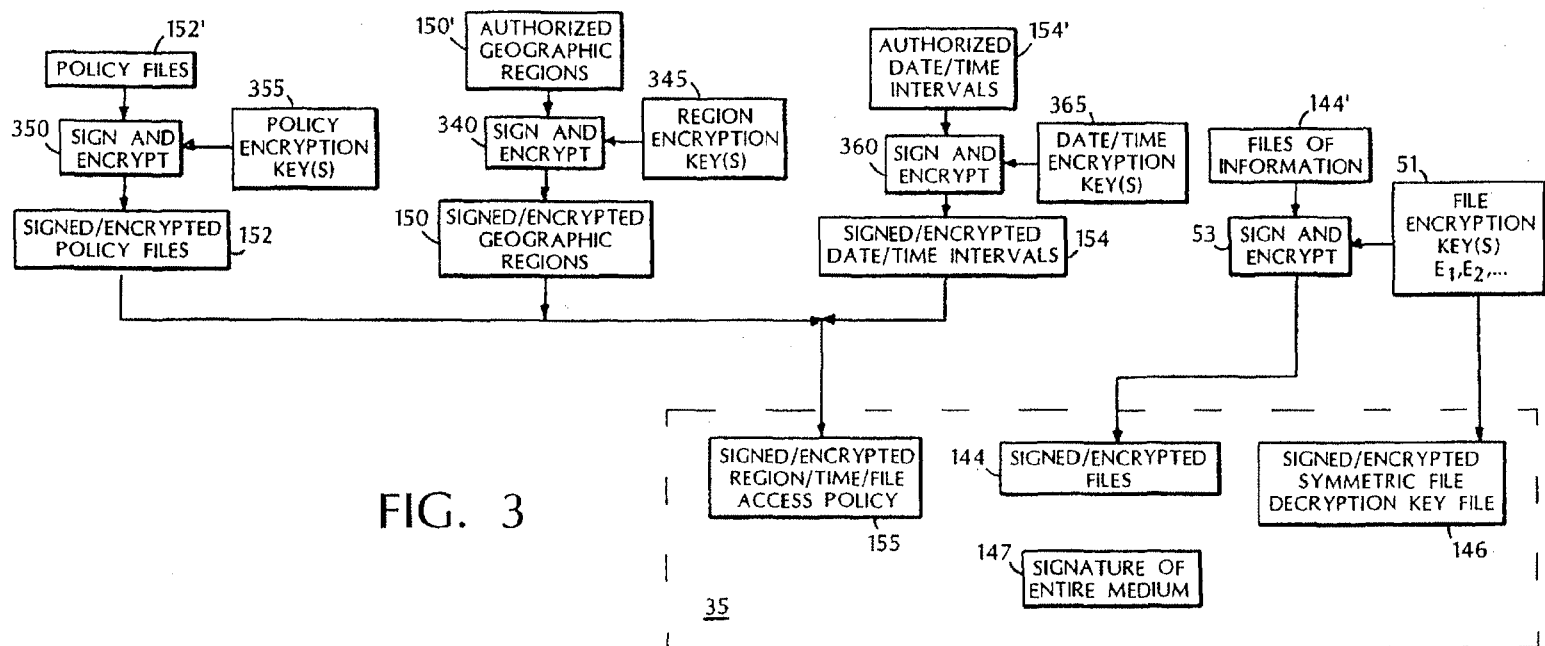 152'
POLICY FILES
355
350
SIGN AND
ENCRYPT
POLICY
ENCRYPTION
KEY(S)
SIGNED/ENCRYPTED
POLICY FILES
152
150'
AUTHORIZED
GEOGRAPHIC
REGIONS
345
340
SIGN AND
ENCRYPT
REGION
ENCRYPTION
KEY(S)
150
SIGNED/ENCRYPTED
GEOGRAPHIC
REGIONS
154'
AUTHORIZED
DATE/TIME
INTERVALS
365
360
SIGN AND
ENCRYPT
DATE/TIME
ENCRYPTION
KEY(S)
SIGNED/ENCRYPTED
DATE/TIME INTERVALS
154
144'
FILES OF
INFORMATION
51
53
SIGN AND
ENCRYPT
FILE
ENCRYPTION
KEY(S)
E1,E2,...
SIGNED/ENCRYPTED
REGION/TIME/FILE
ACCESS POLICY
155
144
SIGNED/ENCRYPTED
FILES
SIGNED/ENCRYPTED
SYMMETRIC FILE
DECRYPTION KEY FILE
146
147
SIGNATURE OF
ENTIRE MEDIUM
35
FIG. 3